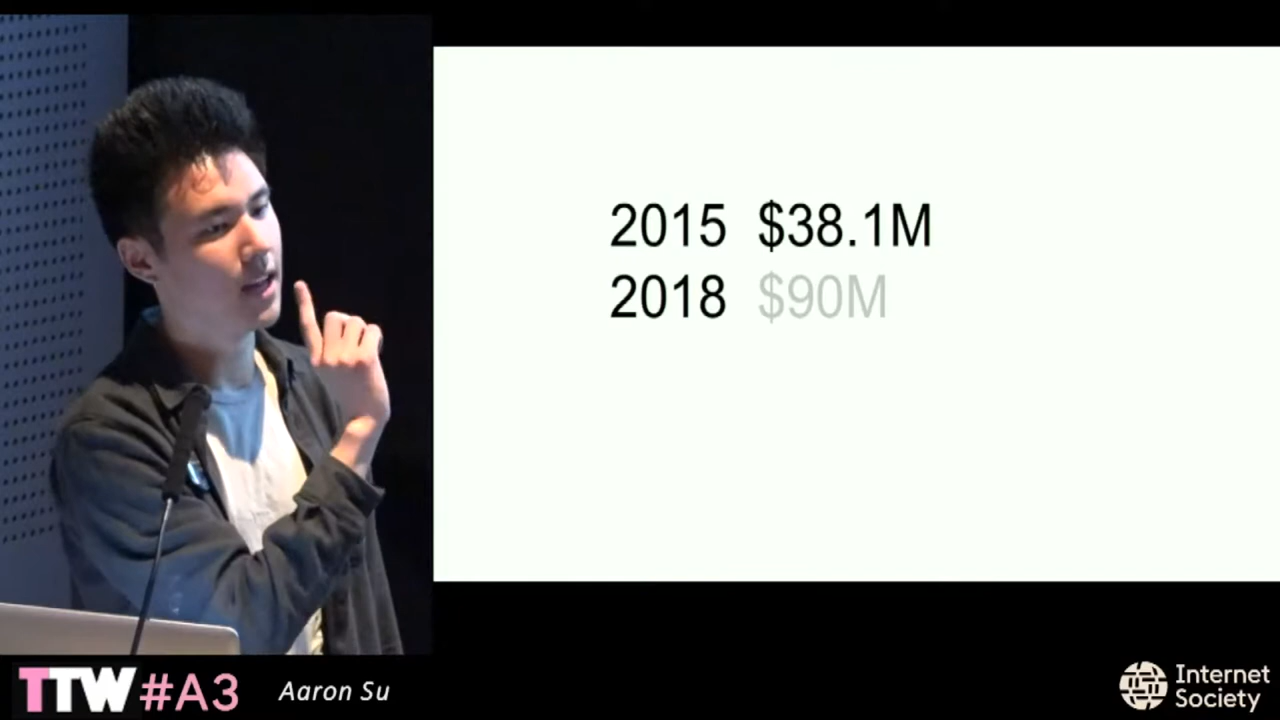 2015 $38.1M
2018 $90M
TTW#A3
Aaron Su
Internet
Society